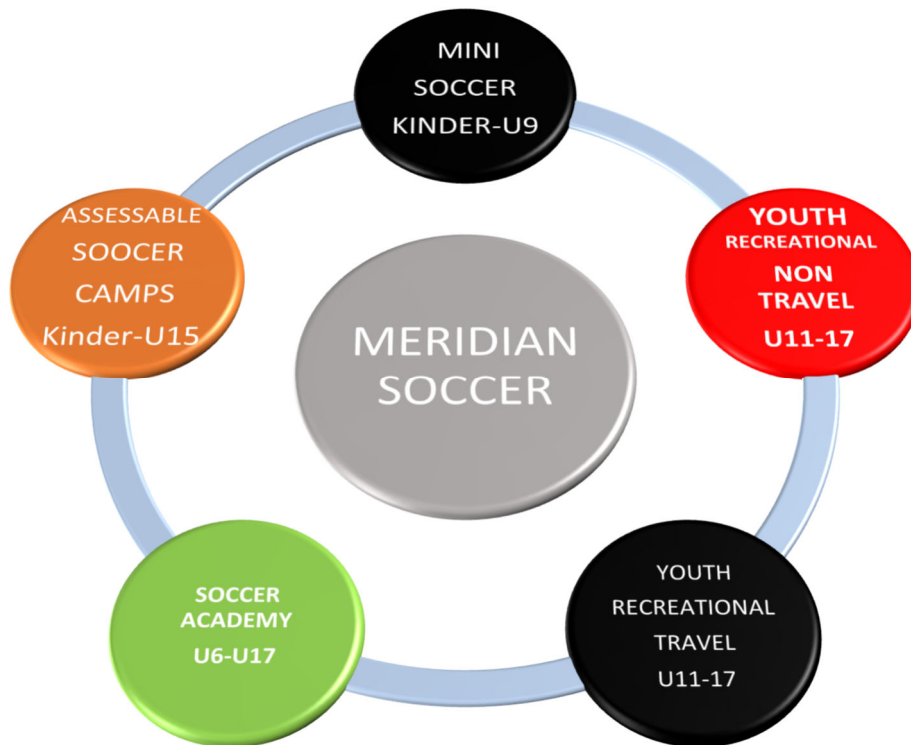 MINI
SOCCER
KINDER-U9
YOUTH
RECREATIONAL
NON
TRAVEL
U11-17
YOUTH
RECREATIONAL
TRAVEL
U11-17
SOCCER
ACADEMY
U6-U17
ASSESSABLE
SOOCER
CAMPS
Kinder-U15
MERIDIAN
SOCCER